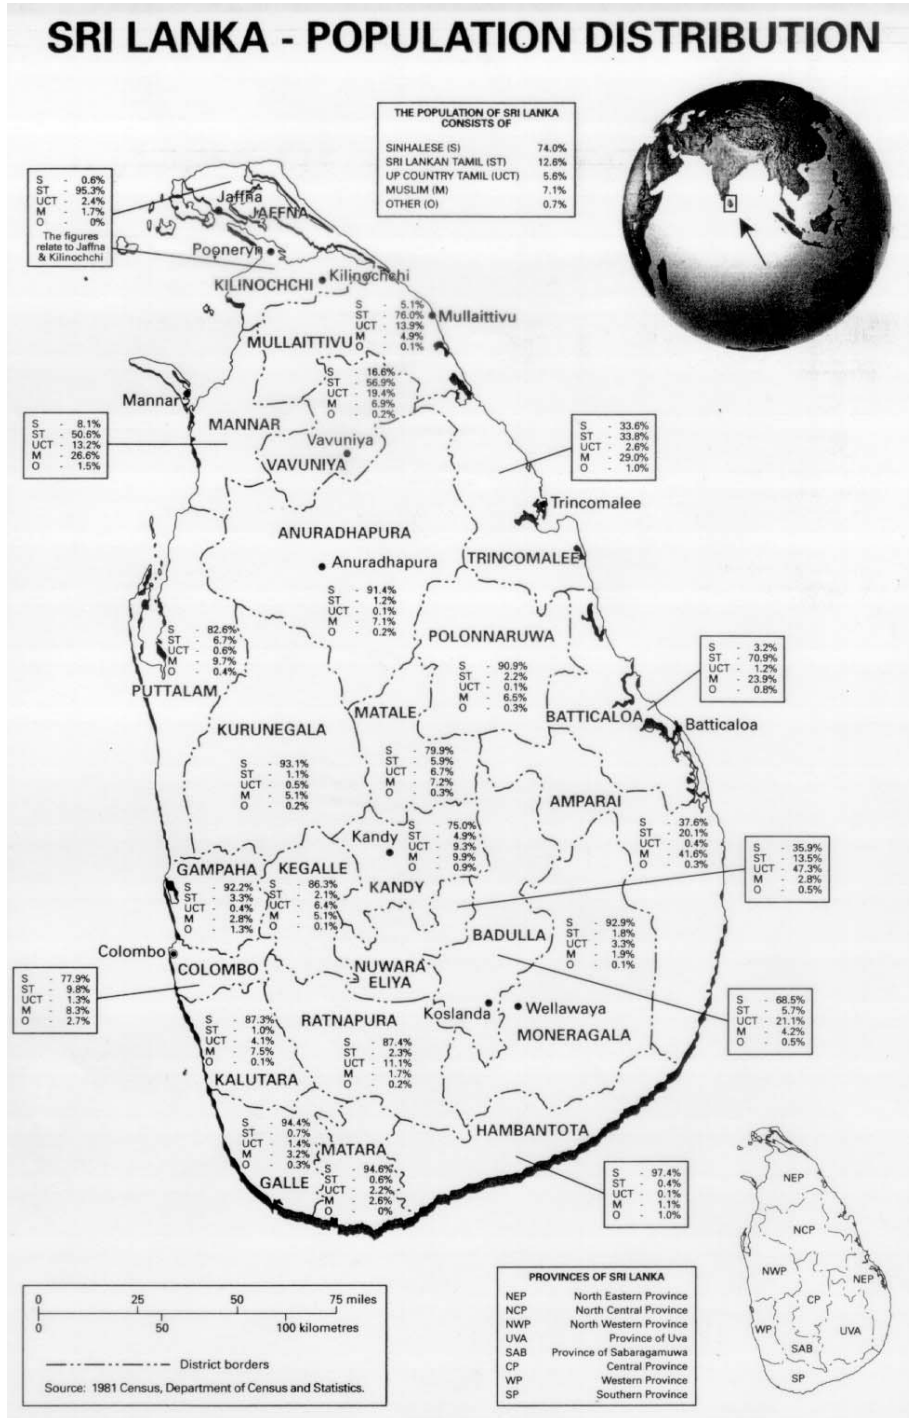 SRI LANKA - POPULATION DISTRIBUTION
THE POPULATION OF SRI LANKA
CONSISTS OF
SINHALESE (S) 74.0%
SRI LANKAN TAMIL (ST) 12.6%
UP COUNTRY TAMIL (UCT) 5.6%
MUSLIM (M) 7.1%
OTHER (O) 0.7%
S - 0.6%
ST - 95.3%
UCT - 2.4%
M - 1.7%
O - 0%
The figures
relate to Jaffna
& Kilinochchi
Jaffna
JAFFNA
Pooneryn
Kilinochchi
KILINOCHCHI
S - 5.1%
ST - 76.0%
UCT - 13.9%
M - 4.9%
O - 0.1%
Mullaittivu
MULLAITTIVU
S - 16.6%
ST - 56.9%
UCT - 19.4%
M - 6.9%
O - 0.2%
Mannar
MANNAR
S - 8.1%
ST - 50.6%
UCT - 13.2%
M - 26.6%
O - 1.5%
Vavuniya
VAVUNIYA
S - 33.6%
ST - 33.8%
UCT - 2.6%
M - 29.0%
O - 1.0%
Trincomalee
TRINCOMALEE
ANURADHAPURA
Anuradhapura
S - 91.4%
ST - 1.2%
UCT - 0.1%
M - 7.1%
O - 0.2%
S - 82.6%
ST - 6.7%
UCT - 0.6%
M - 9.7%
O - 0.4%
PUTTALAM
POLONNARUWA
S - 90.9%
ST - 2.2%
UCT - 0.1%
M - 6.5%
O - 0.3%
S - 3.2%
ST - 70.9%
UCT - 1.2%
M - 23.9%
O - 0.8%
BATTICALOA
Batticaloa
KURUNEGALA
S - 93.1%
ST - 1.1%
UCT - 0.5%
M - 5.1%
O - 0.2%
MATALE
S - 79.9%
ST - 5.9%
UCT - 6.7%
M - 7.2%
O - 0.3%
AMPARAI
S - 37.6%
ST - 20.1%
UCT - 0.4%
M - 41.6%
O - 0.3%
Kandy
S - 75.0%
ST - 4.9%
UCT - 9.3%
M - 9.9%
O - 0.9%
KANDY
S - 35.9%
ST - 13.5%
UCT - 47.3%
M - 2.8%
O - 0.5%
GAMPAHA
S - 92.2%
ST - 3.3%
UCT - 0.4%
M - 2.8%
O - 1.3%
KEGALLE
S - 86.3%
ST - 2.1%
UCT - 6.4%
M - 5.1%
O - 0.1%
BADULLA
S - 92.9%
ST - 1.8%
UCT - 3.3%
M - 1.9%
O - 0.1%
Colombo
COLOMBO
S - 77.9%
ST - 9.8%
UCT - 1.3%
M - 8.3%
O - 2.7%
NUWARA
ELIYA
Koslanda
Wellawaya
MONERAGALA
S - 68.5%
ST - 5.7%
UCT - 21.1%
M - 4.2%
O - 0.5%
S - 87.3%
ST - 1.0%
UCT - 4.1%
M - 7.5%
O - 0.1%
KALUTARA
RATNAPURA
S - 87.4%
ST - 2.3%
UCT - 11.1%
M - 1.7%
O - 0.2%
HAMBANTOTA
S - 94.4%
ST - 0.7%
UCT - 1.4%
M - 3.2%
O - 0.3%
GALLE
MATARA
S - 94.6%
ST - 0.6%
UCT - 2.2%
M - 2.6%
O - 0%
S - 97.4%
ST - 0.4%
UCT - 0.1%
M - 1.1%
O - 1.0%
NEP
NCP
NWP
CP
NEP
WP
UVA
SAB
SP
0 25 50 75 miles
0 50 100 kilometres
District borders
Source: 1981 Census, Department of Census and Statistics.
PROVINCES OF SRI LANKA
NEP North Eastern Province
NCP North Central Province
NWP North Western Province
UVA Province of Uva
SAB Province of Sabaragamuwa
CP Central Province
WP Western Province
SP Southern Province